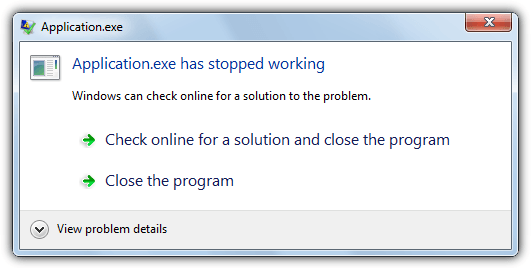 Application.exe
Application.exe has stopped working
Windows can check online for a solution to the problem.
Check online for a solution and close the program
Close the program
View problem details